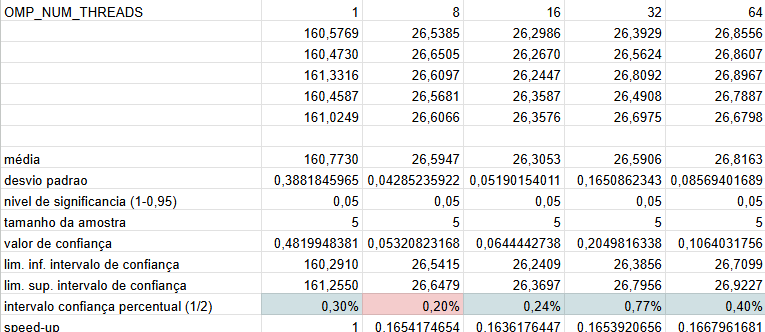 OMP_NUM_THREADS 1 8 16 32 64
160,5769 26,5385 26,2986 26,3929 26,8556
160,4730 26,6505 26,2670 26,5624 26,8607
161,3316 26,6097 26,2447 26,8092 26,8967
160,4587 26,5681 26,3587 26,4908 26,7887
161,0249 26,6066 26,3576 26,6975 26,6798
média 160,7730 26,5947 26,3053 26,5906 26,8163
desvio padrao 0,3881845965 0,04285235922 0,05190154011 0,1650862343 0,08569401689
nivel de significancia (1-0,95) 0,05 0,05 0,05 0,05 0,05
tamanho da amostra 5 5 5 5 5
valor de confiança 0,4819948381 0,05320823168 0,0644442738 0,2049816338 0,1064031756
lim. inf. intervalo de confiança 160,2910 26,5415 26,2409 26,3856 26,7099
lim. sup. intervalo de confiança 161,2550 26,6479 26,3697 26,7956 26,9227
intervalo confiança percentual (1/2) 0,30% 0,20% 0,24% 0,77% 0,40%
speed-up 1 0,1654174654 0,1636176447 0,1653920656 0,1667961681